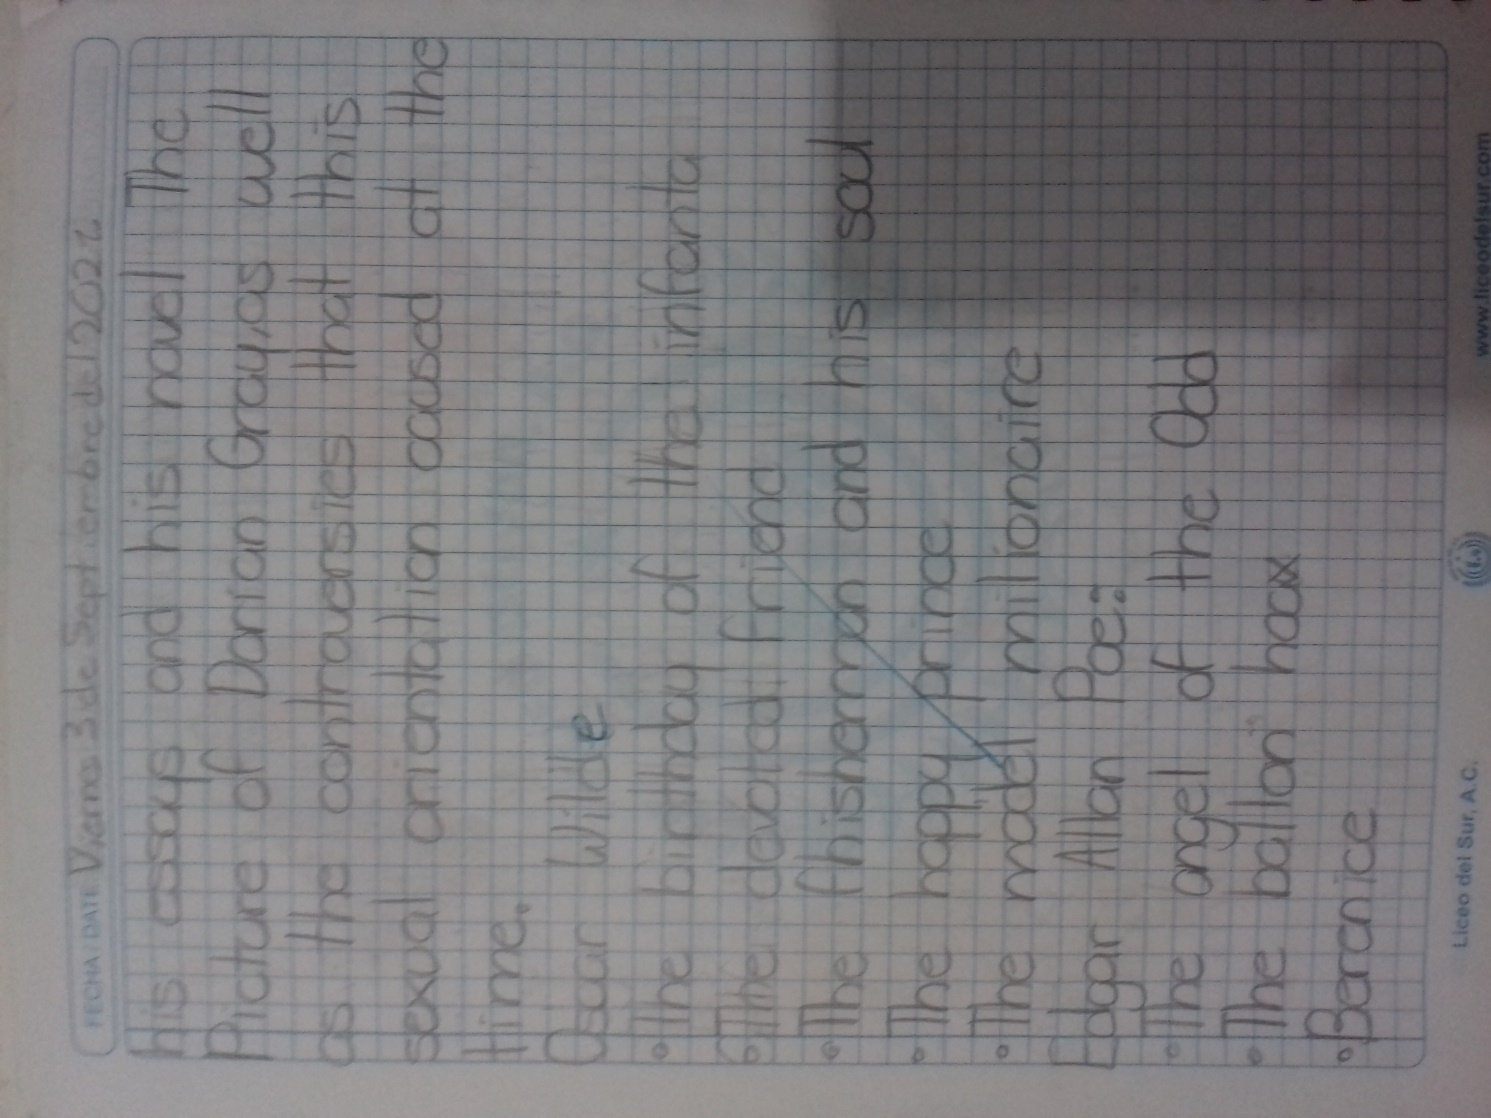 FECHA / DATE Viernes 3 de Septiembre del 2021
his essays and his novel The
Picture of Dorian Gray, as well
as the controversies that this
sexual orientation caused at the
time.
Oscar Wilde
• The birthday of the infanta
• The devoted friend
• The fhisherman and his soul
• The happy prince
• The model millionaire
Edgar Allan Poe:
• The angel of the Odd
• The ballon hoax
• Berenice
Liceo del Sur, A.C.
www.liceodelsur.com